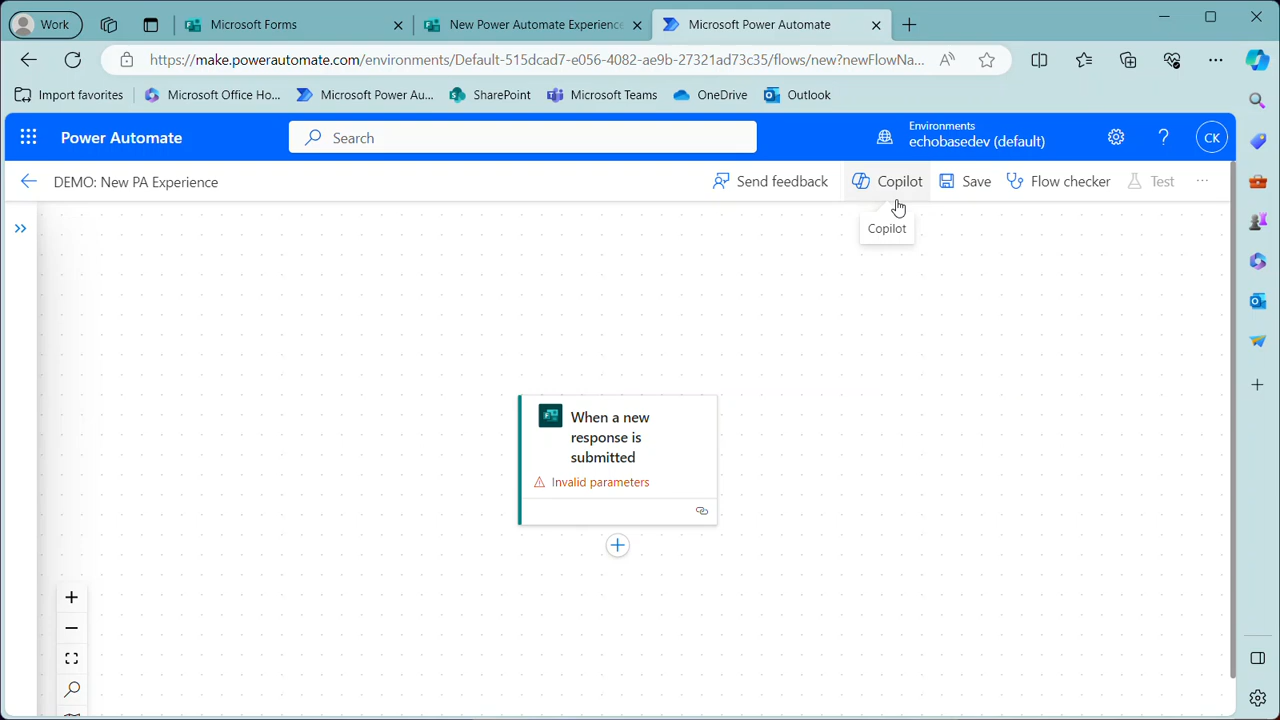 Work
Microsoft Forms
New Power Automate Experience
Microsoft Power Automate
https://make.powerautomate.com/environments/Default-515dcad7-e056-4082-ae9b-27321ad73c35/flows/new?newFlowNa...
Import favorites
Microsoft Office Ho...
Microsoft Power Au...
SharePoint
Microsoft Teams
OneDrive
Outlook
Power Automate
Search
Environments
echobasedev (default)
CK
DEMO: New PA Experience
Send feedback
Copilot
Save
Flow checker
Test
Copilot
When a new
response is
submitted
Invalid parameters